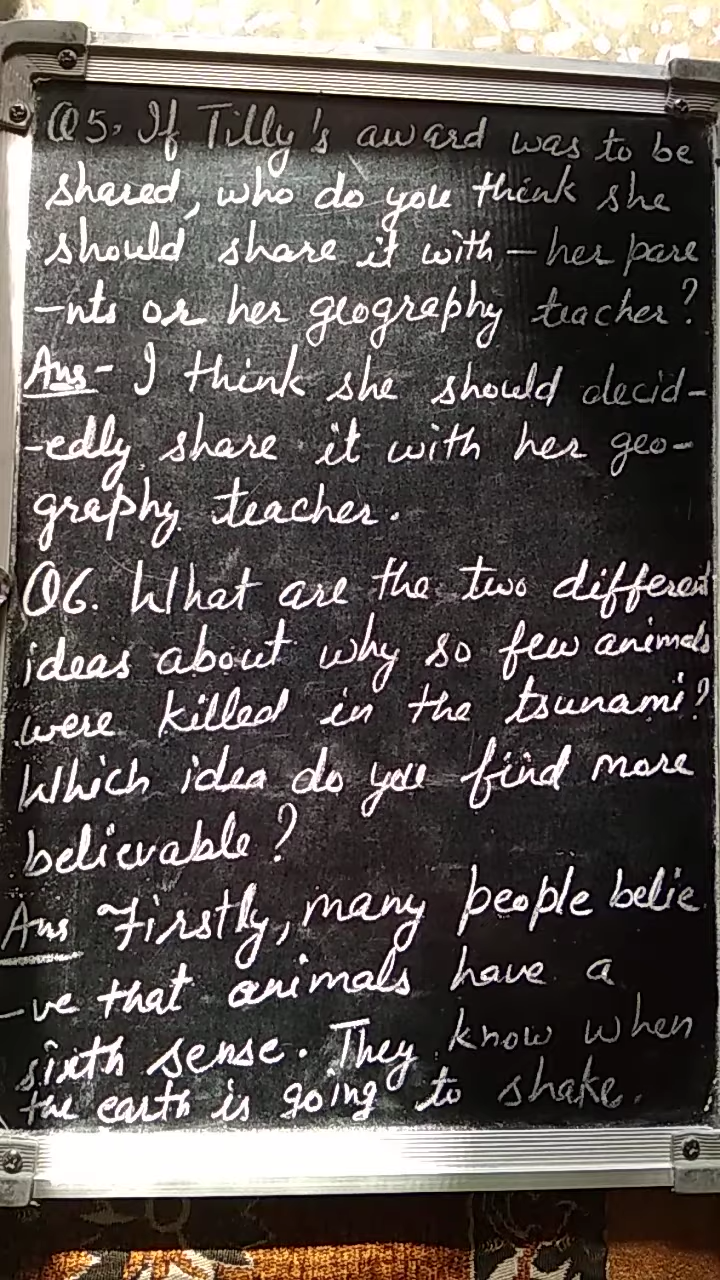 Q5. If Tilly's award was to be
shared, who do you think she
should share it with – her pare
-nts or her geography teacher?
Ans- I think she should decid-
-edly share it with her geo-
graphy teacher.
Q6. What are the two different
ideas about why so few animals
were killed in the tsunami?
Which idea do you find more
believable?
Ans Firstly, many people belie
-ve that animals have a
sixth sense. They know when
the earth is going to shake.